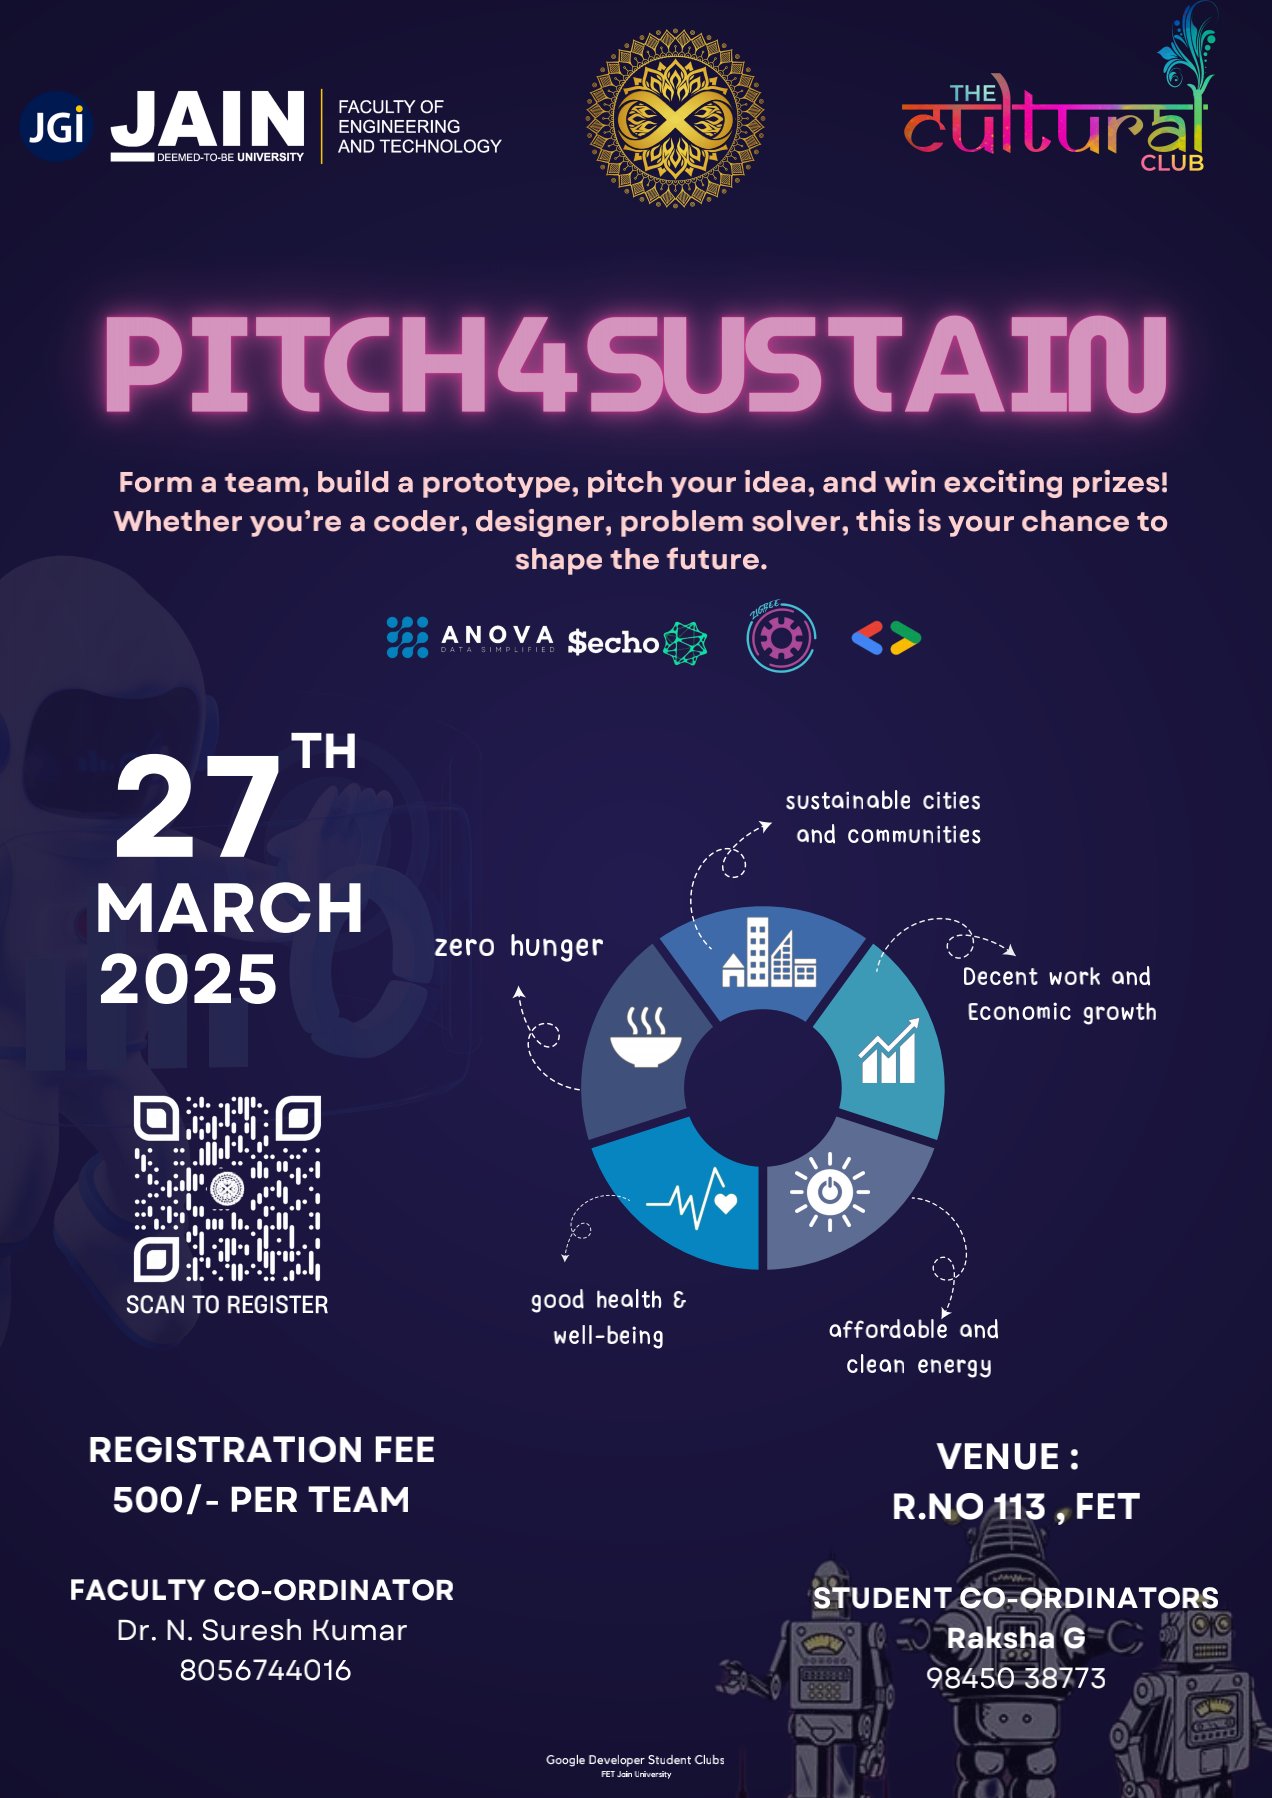 JGI
JAIN
DEEMED-TO-BE UNIVERSITY
FACULTY OF
ENGINEERING
AND TECHNOLOGY
THE
cultural
CLUB
PITCH4SUSTAIN
Form a team, build a prototype, pitch your idea, and win exciting prizes!
Whether you're a coder, designer, problem solver, this is your chance to
shape the future.
ANOVA
DATA SIMPLIFIED
$echo
ZIGBEE
27TH
MARCH
2025
sustainable cities
and communities
zero hunger
Decent work and
Economic growth
good health &
well-being
affordable and
clean energy
SCAN TO REGISTER
REGISTRATION FEE
500/- PER TEAM
VENUE :
R.NO 113 , FET
FACULTY CO-ORDINATOR
Dr. N. Suresh Kumar
8056744016
STUDENT CO-ORDINATORS
Raksha G
98450 38773
Google Developer Student Clubs
FET Jain University